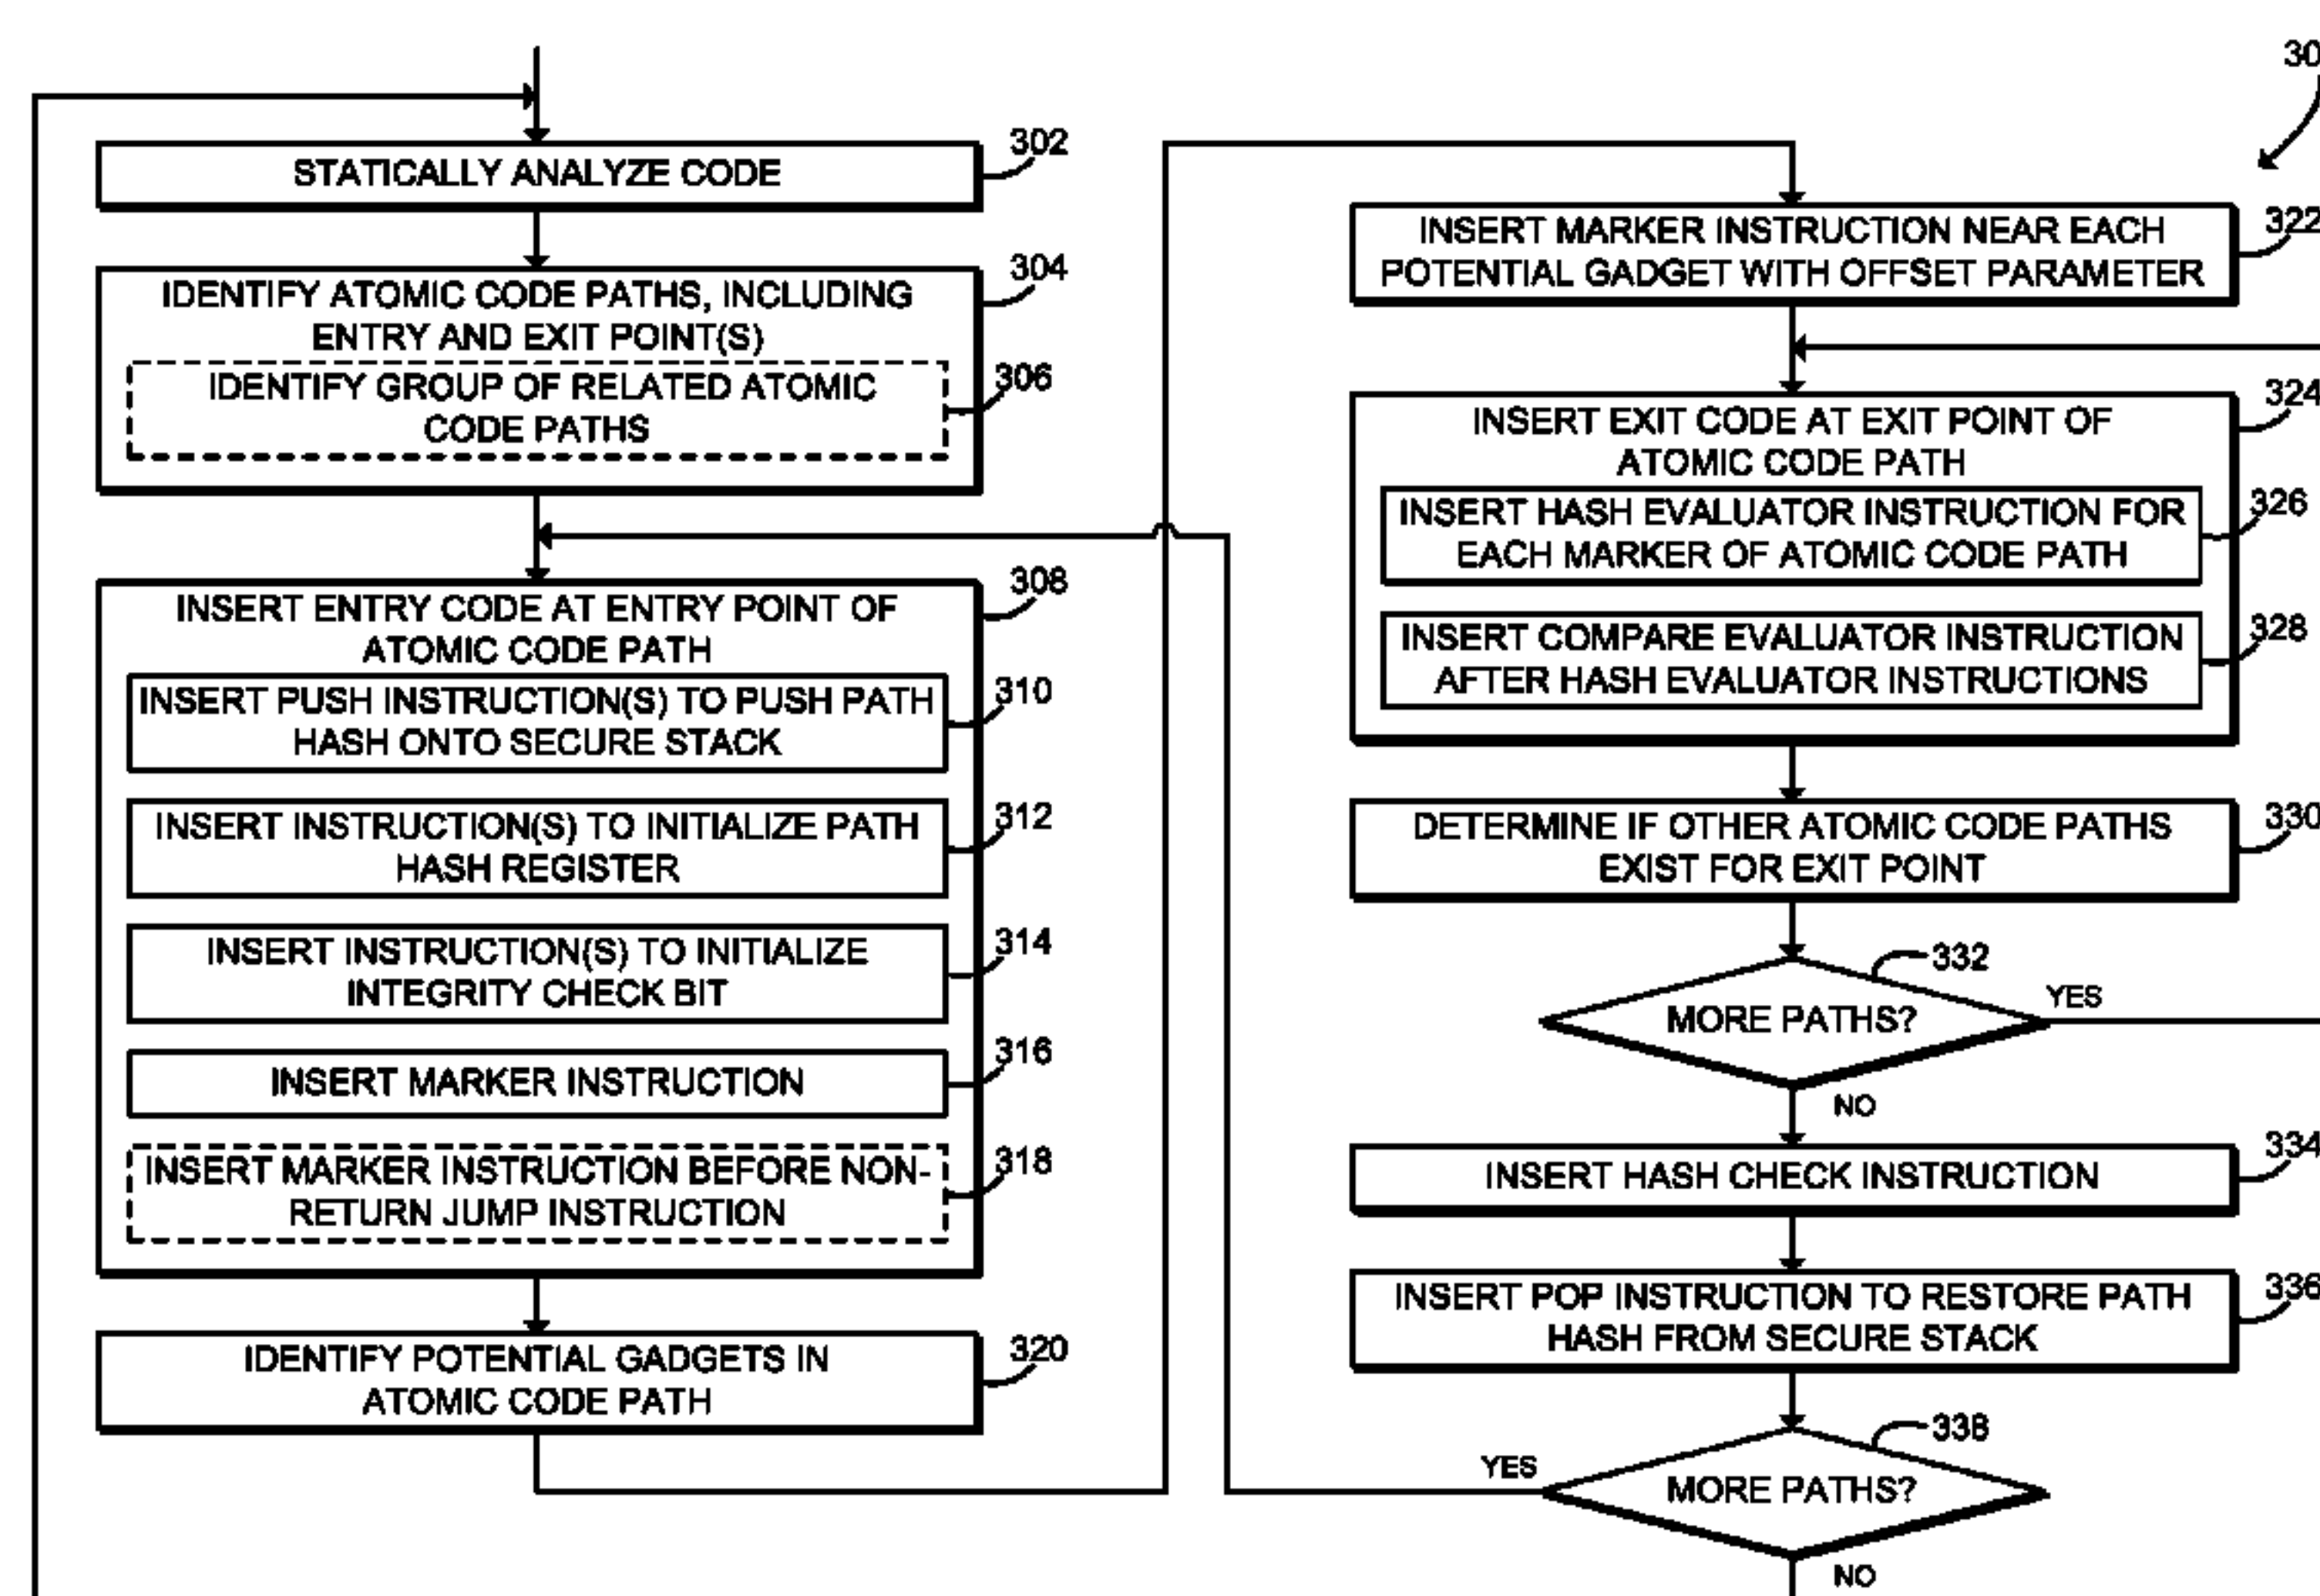 STATICALLY ANALYZE CODE
302
IDENTIFY ATOMIC CODE PATHS, INCLUDING
ENTRY AND EXIT POINT(S)
304
IDENTIFY GROUP OF RELATED ATOMIC
CODE PATHS
306
INSERT ENTRY CODE AT ENTRY POINT OF
ATOMIC CODE PATH
308
INSERT PUSH INSTRUCTION(S) TO PUSH PATH
HASH ONTO SECURE STACK
310
INSERT INSTRUCTION(S) TO INITIALIZE PATH
HASH REGISTER
312
INSERT INSTRUCTION(S) TO INITIALIZE
INTEGRITY CHECK BIT
314
INSERT MARKER INSTRUCTION
316
INSERT MARKER INSTRUCTION BEFORE NON-
RETURN JUMP INSTRUCTION
318
IDENTIFY POTENTIAL GADGETS IN
ATOMIC CODE PATH
320
30
INSERT MARKER INSTRUCTION NEAR EACH
POTENTIAL GADGET WITH OFFSET PARAMETER
322
INSERT EXIT CODE AT EXIT POINT OF
ATOMIC CODE PATH
324
INSERT HASH EVALUATOR INSTRUCTION FOR
EACH MARKER OF ATOMIC CODE PATH
326
INSERT COMPARE EVALUATOR INSTRUCTION
AFTER HASH EVALUATOR INSTRUCTIONS
328
DETERMINE IF OTHER ATOMIC CODE PATHS
EXIST FOR EXIT POINT
330
332
MORE PATHS?
YES
NO
INSERT HASH CHECK INSTRUCTION
334
INSERT POP INSTRUCTION TO RESTORE PATH
HASH FROM SECURE STACK
336
338
YES
MORE PATHS?
NO